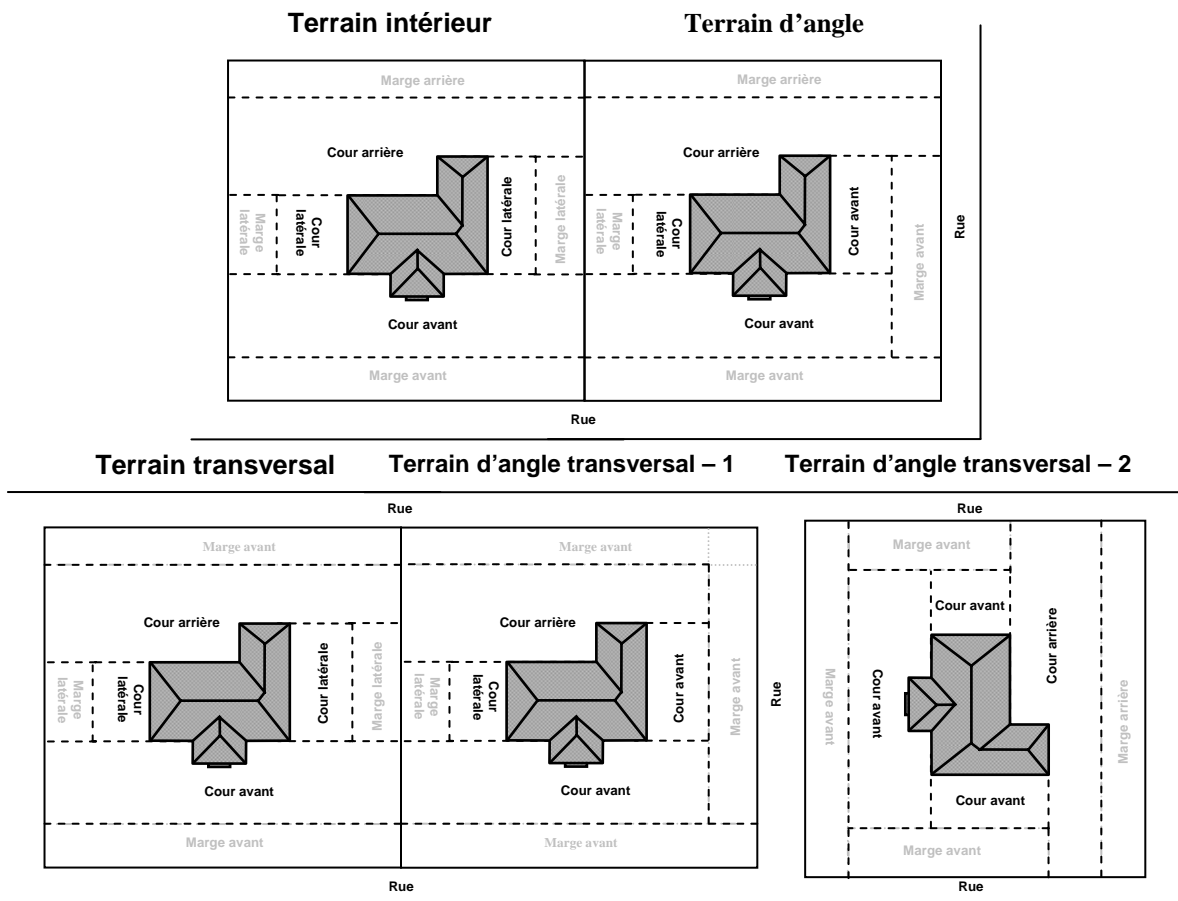 Terrain intérieur
Terrain d’angle
Marge arrière
Marge arrière
Cour arrière
Cour arrière
Marge
latérale
Cour
latérale
Cour latérale
Marge latérale
Marge
latérale
Cour
latérale
Cour avant
Marge avant
Rue
Cour avant
Cour avant
Marge avant
Marge avant
Rue
Terrain transversal
Terrain d’angle transversal – 1
Terrain d’angle transversal – 2
Rue
Rue
Marge avant
Marge avant
Cour arrière
Cour arrière
Marge
latérale
Cour
latérale
Cour latérale
Marge latérale
Marge
latérale
Cour
latérale
Cour avant
Marge avant
Rue
Cour avant
Cour avant
Marge avant
Marge avant
Rue
Marge avant
Cour avant
Marge avant
Cour avant
Cour arrière
Marge arrière
Cour avant
Marge avant
Rue